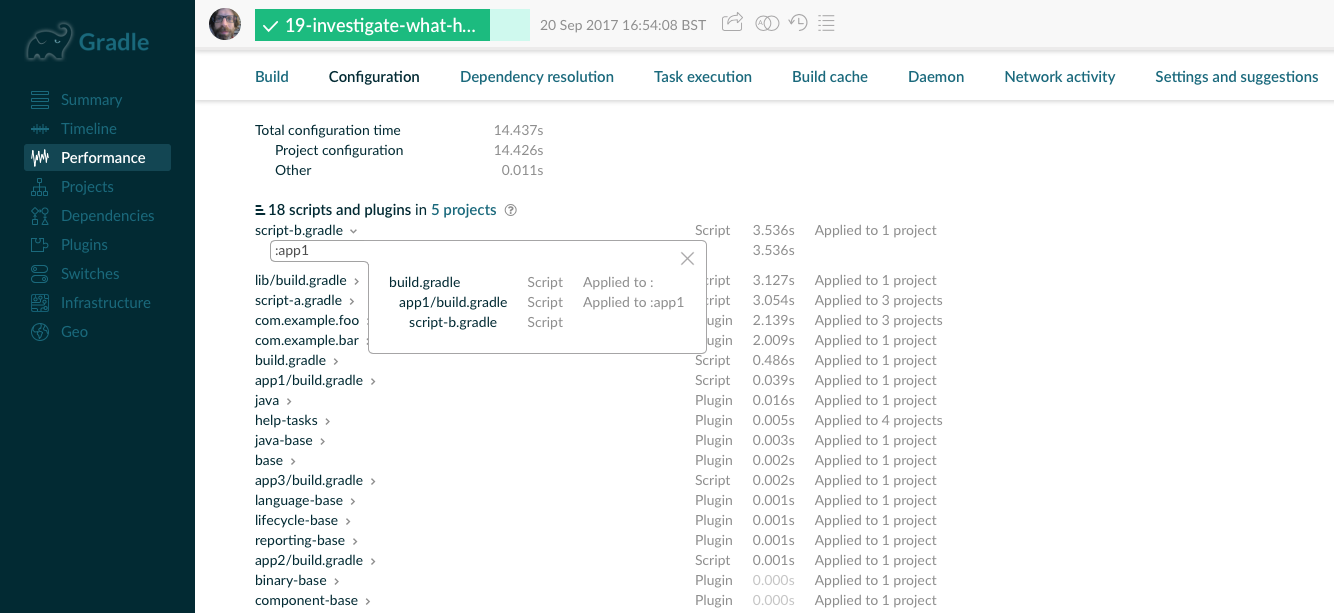 Gradle
19-investigate-what-h... 20 Sep 2017 16:54:08 BST
Build Configuration Dependency resolution Task execution Build cache Daemon Network activity Settings and suggestions
Summary
Timeline
Performance
Projects
Dependencies
Plugins
Switches
Infrastructure
Geo
Total configuration time 14.437s
Project configuration 14.426s
Other 0.011s
18 scripts and plugins in 5 projects
script-b.gradle Script 3.536s Applied to 1 project
:app1 3.536s
build.gradle Script Applied to :
app1/build.gradle Script Applied to :app1
script-b.gradle Script
lib/build.gradle cript 3.127s Applied to 1 project
script-a.gradle cript 3.054s Applied to 3 projects
com.example.foo ugin 2.139s Applied to 3 projects
com.example.bar ugin 2.009s Applied to 1 project
build.gradle Script 0.486s Applied to 1 project
app1/build.gradle Script 0.039s Applied to 1 project
java Plugin 0.016s Applied to 1 project
help-tasks Plugin 0.005s Applied to 4 projects
java-base Plugin 0.003s Applied to 1 project
base Plugin 0.002s Applied to 1 project
app3/build.gradle Script 0.002s Applied to 1 project
language-base Plugin 0.001s Applied to 1 project
lifecycle-base Plugin 0.001s Applied to 1 project
reporting-base Plugin 0.001s Applied to 1 project
app2/build.gradle Script 0.001s Applied to 1 project
binary-base Plugin 0.000s Applied to 1 project
component-base Plugin 0.000s Applied to 1 project